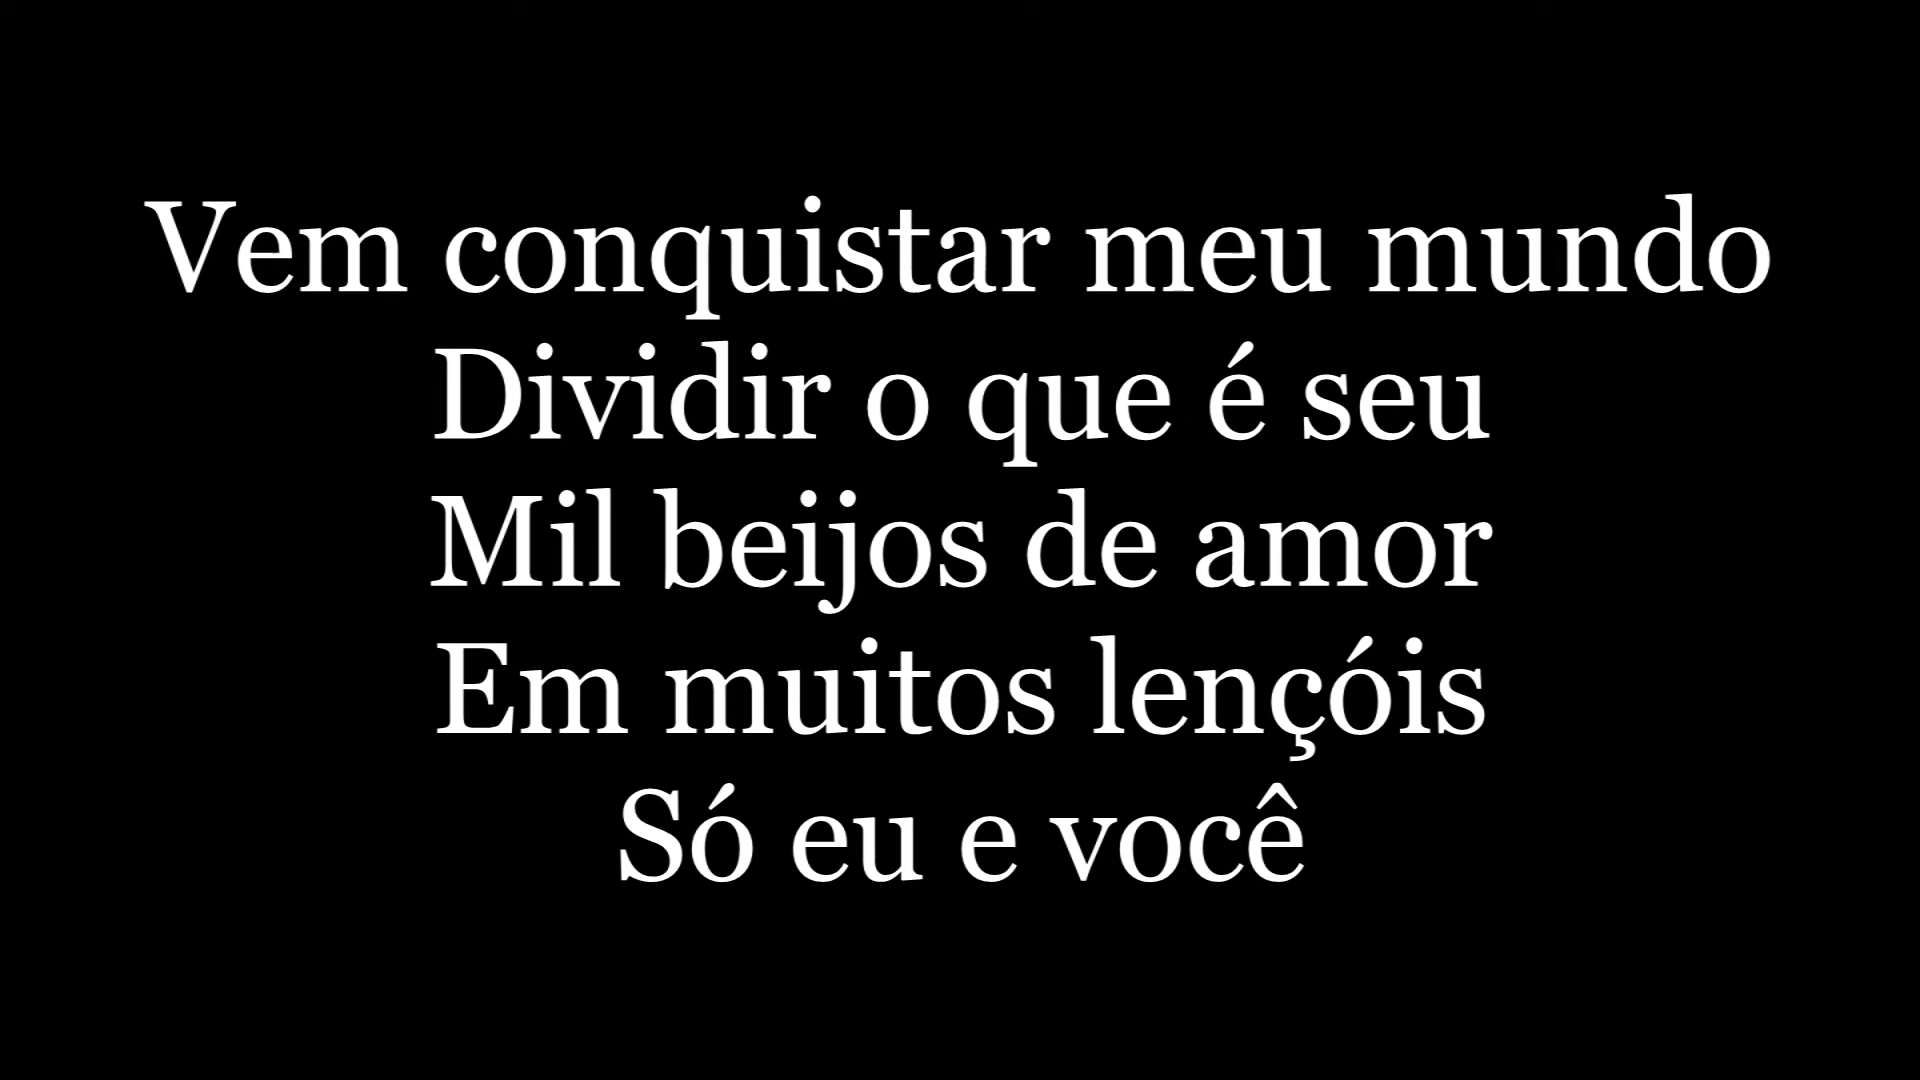 Vem conquistar meu mundo
Dividir o que é seu
Mil beijos de amor
Em muitos lençóis
Só eu e você